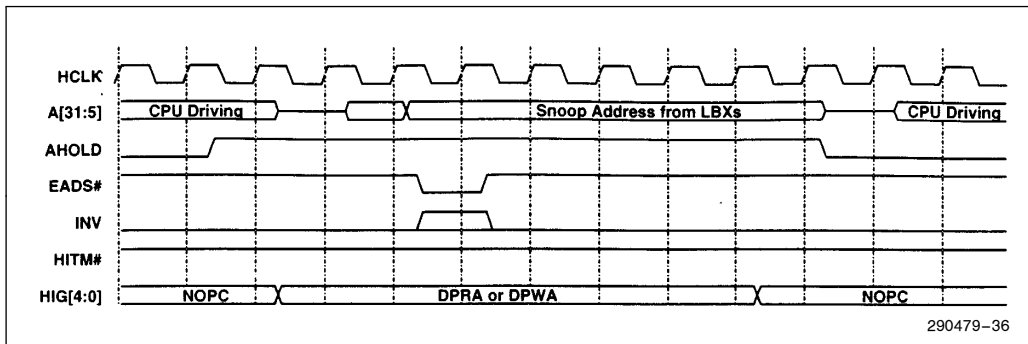 HCLK
A[31:5] CPU Driving Snoop Address from LBXs CPU Driving
AHOLD
EADS#
INV
HITM#
HIG[4:0] NOPC DPRA or DPWA NOPC
290479-36